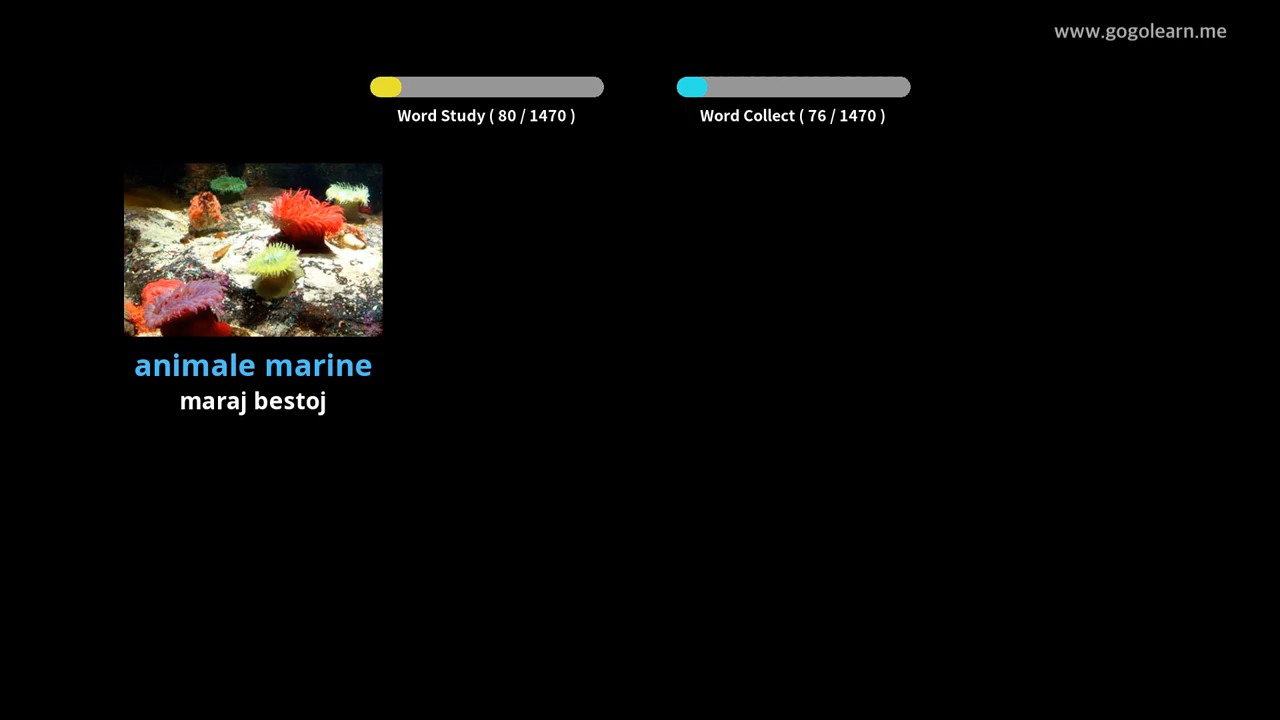 www.gogolearn.me
Word Study ( 80 / 1470 )
Word Collect ( 76 / 1470 )
animale marine
maraj bestoj